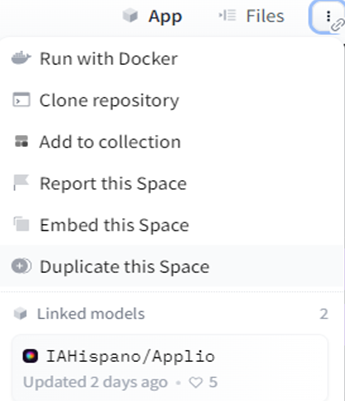 App Files
Run with Docker
Clone repository
Add to collection
Report this Space
Embed this Space
Duplicate this Space
Linked models 2
IAHispano/Applio
Updated 2 days ago • 5